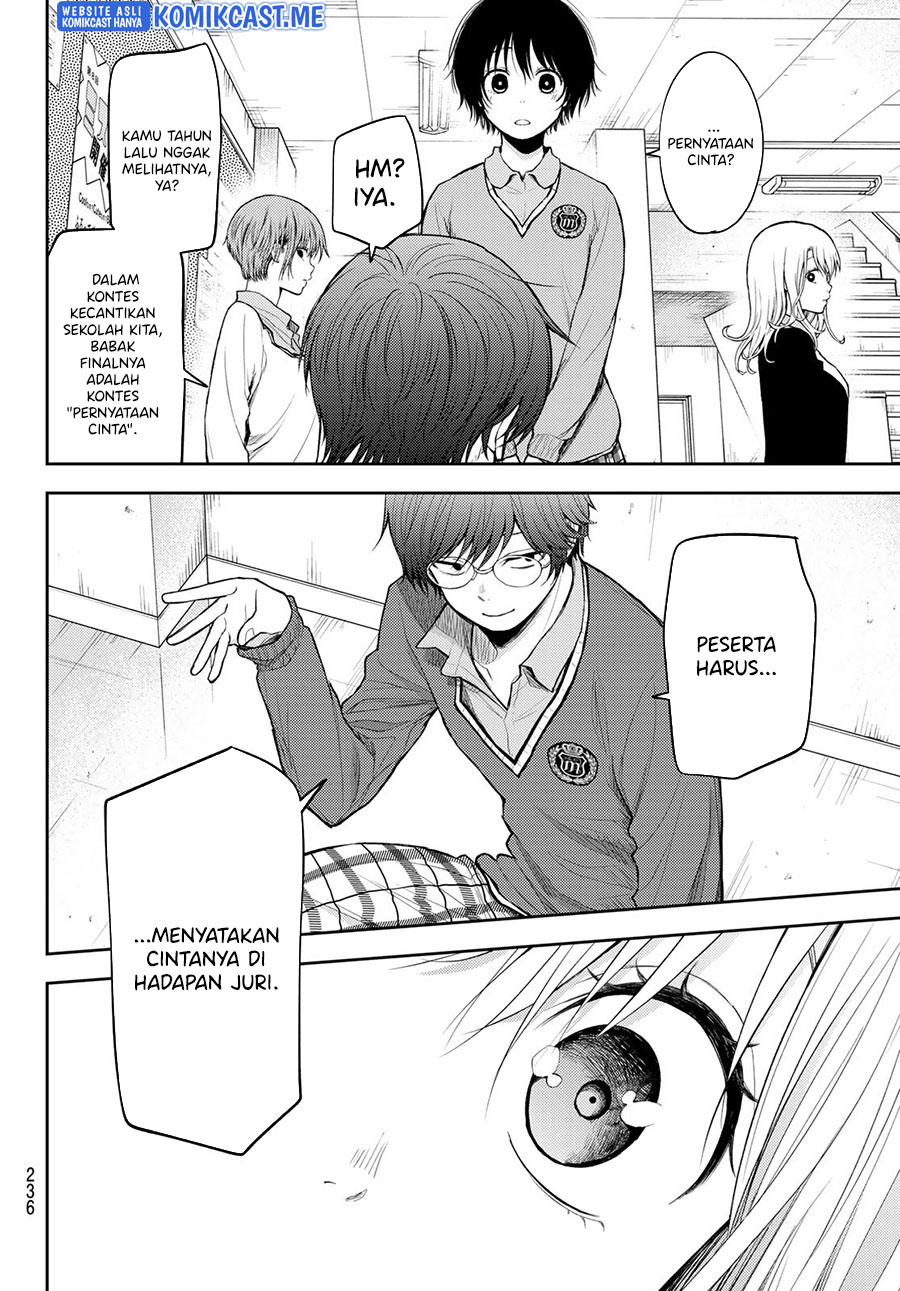 WEBSITE ASLI
KOMIKCAST HANYA
KOMIKCAST.ME
...
PERNYATAAN
CINTA?
HM?
IYA.
KAMU TAHUN
LALU NGGAK
MELIHATNYA,
YA?
DALAM
KONTES
KECANTIKAN
SEKOLAH KITA,
BABAK
FINALNYA
ADALAH
KONTES
"PERNYATAAN
CINTA".
PESERTA
HARUS...
...MENYATAKAN
CINTANYA DI
HADAPAN JURI.
236